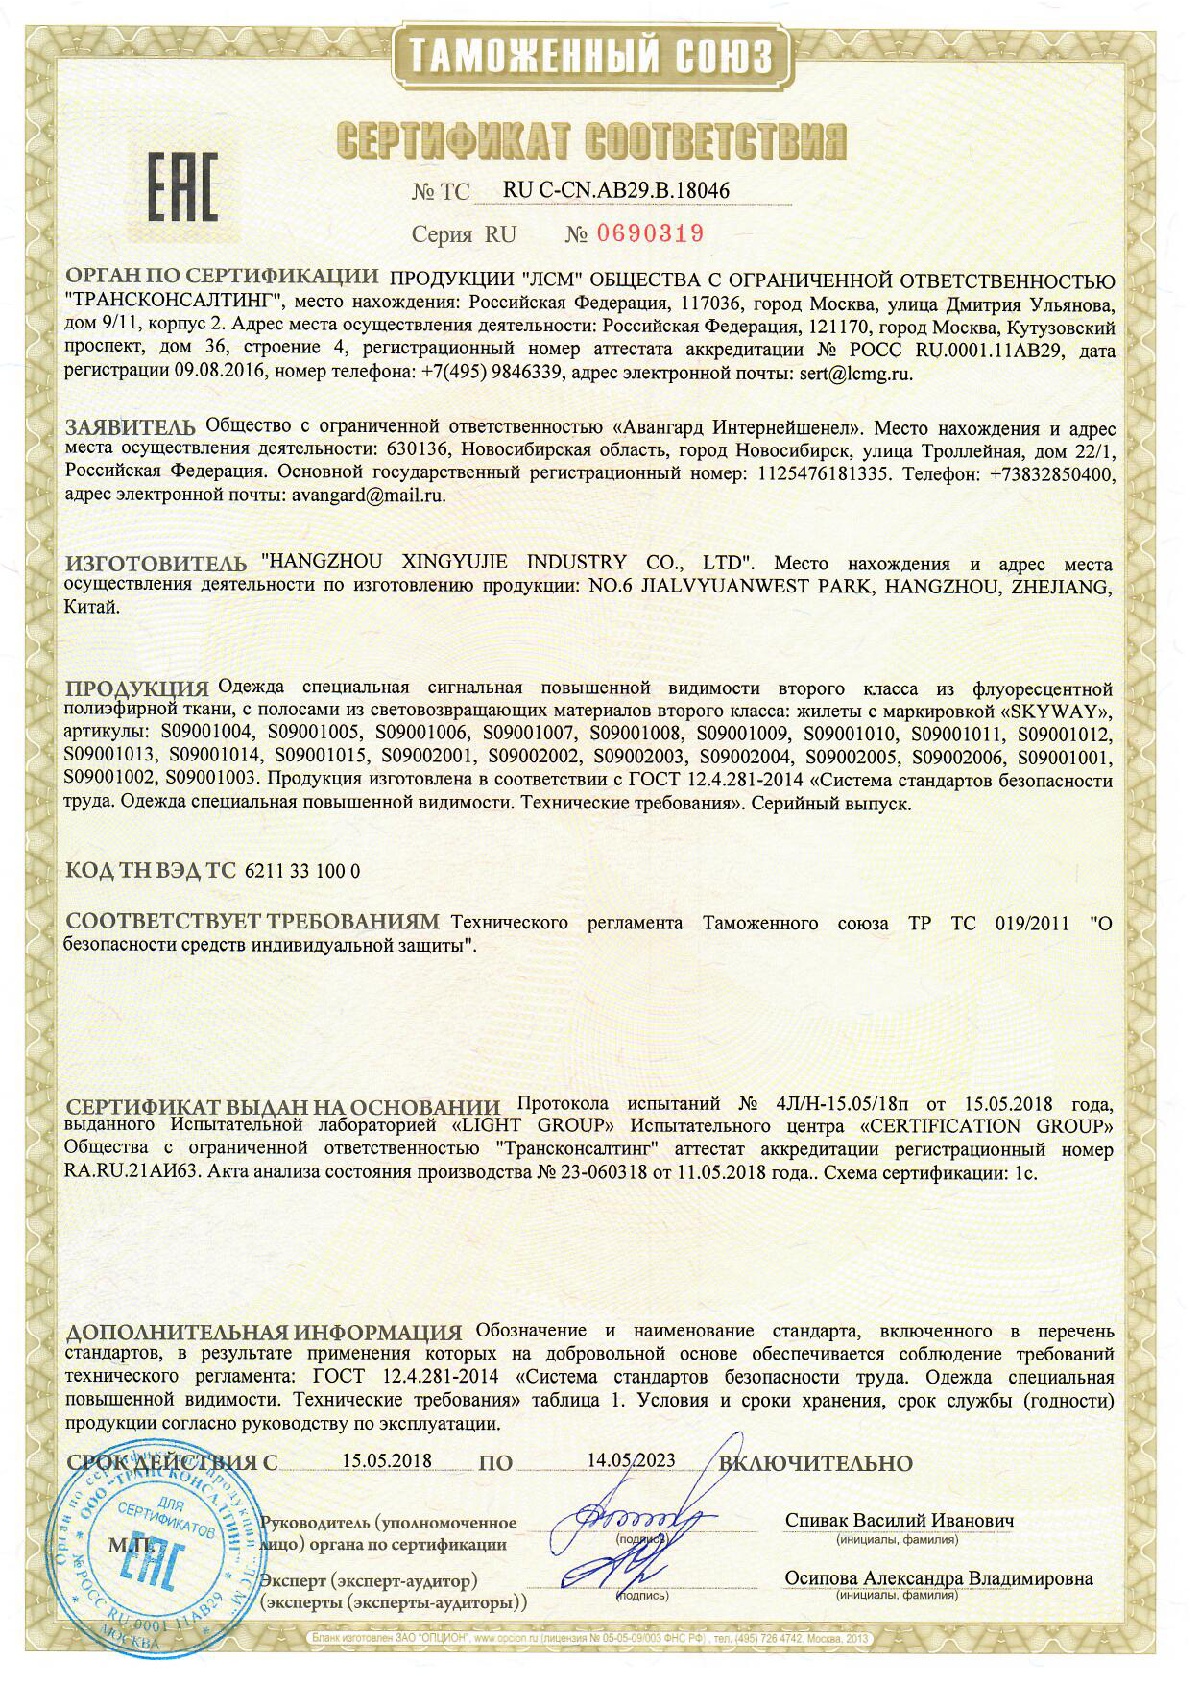 ТАМОЖЕННЫЙ СОЮЗ
СЕРТИФИКАТ СООТВЕТСТВИЯ
ЕАС
№ ТС RU C-CN.АВ29.В.18046
Серия RU № 0690319
ОРГАН ПО СЕРТИФИКАЦИИ ПРОДУКЦИИ "ЛСМ" ОБЩЕСТВА С ОГРАНИЧЕННОЙ ОТВЕТСТВЕННОСТЬЮ
"ТРАНСКОНСАЛТИНГ", место нахождения: Российская Федерация, 117036, город Москва, улица Дмитрия Ульянова,
дом 9/11, корпус 2. Адрес места осуществления деятельности: Российская Федерация, 121170, город Москва, Кутузовский
проспект, дом 36, строение 4, регистрационный номер аттестата аккредитации № РОСС RU.0001.11АВ29, дата
регистрации 09.08.2016, номер телефона: +7(495) 9846339, адрес электронной почты: sert@lcmg.ru.
ЗАЯВИТЕЛЬ Общество с ограниченной ответственностью «Авангард Интернейшенел». Место нахождения и адрес
места осуществления деятельности: 630136, Новосибирская область, город Новосибирск, улица Троллейная, дом 22/1,
Российская Федерация. Основной государственный регистрационный номер: 1125476181335. Телефон: +73832850400,
адрес электронной почты: avangard@mail.ru.
ИЗГОТОВИТЕЛЬ "HANGZHOU XINGYUJIE INDUSTRY CO., LTD". Место нахождения и адрес места
осуществления деятельности по изготовлению продукции: NO.6 JIALVYUANWEST PARK, HANGZHOU, ZHEJIANG,
Китай.
ПРОДУКЦИЯ Одежда специальная сигнальная повышенной видимости второго класса из флуоресцентной
полиэфирной ткани, с полосами из световозвращающих материалов второго класса: жилеты с маркировкой «SKYWAY»,
артикулы: S09001004, S09001005, S09001006, S09001007, S09001008, S09001009, S09001010, S09001011, S09001012,
S09001013, S09001014, S09001015, S09002001, S09002002, S09002003, S09002004, S09002005, S09002006, S09001001,
S09001002, S09001003. Продукция изготовлена в соответствии с ГОСТ 12.4.281-2014 «Система стандартов безопасности
труда. Одежда специальная повышенной видимости. Технические требования». Серийный выпуск.
КОД ТН ВЭД ТС 6211 33 100 0
СООТВЕТСТВУЕТ ТРЕБОВАНИЯМ Технического регламента Таможенного союза ТР ТС 019/2011 "О
безопасности средств индивидуальной защиты".
СЕРТИФИКАТ ВЫДАН НА ОСНОВАНИИ Протокола испытаний № 4Л/Н-15.05/18п от 15.05.2018 года,
выданного Испытательной лабораторией «LIGHT GROUP» Испытательного центра «CERTIFICATION GROUP»
Общества с ограниченной ответственностью "Трансконсалтинг" аттестат аккредитации регистрационный номер
RA.RU.21АИ63. Акта анализа состояния производства № 23-060318 от 11.05.2018 года.. Схема сертификации: 1с.
ДОПОЛНИТЕЛЬНАЯ ИНФОРМАЦИЯ Обозначение и наименование стандарта, включенного в перечень
стандартов, в результате применения которых на добровольной основе обеспечивается соблюдение требований
технического регламента: ГОСТ 12.4.281-2014 «Система стандартов безопасности труда. Одежда специальная
повышенной видимости. Технические требования» таблица 1. Условия и сроки хранения, срок службы (годности)
продукции согласно руководству по эксплуатации.
СРОК ДЕЙСТВИЯ С 15.05.2018 ПО 14.05.2023 ВКЛЮЧИТЕЛЬНО
Орган по сертификации продукции "ЛСМ"
ООО "ТРАНСКОНСАЛТИНГ"
ДЛЯ
СЕРТИФИКАТОВ
ЕАС
№ РОСС RU.0001 11АВ29
МОСКВА
М.П.
Руководитель (уполномоченное
лицо) органа по сертификации
(подпись)
Спивак Василий Иванович
(инициалы, фамилия)
Эксперт (эксперт-аудитор)
(эксперты (эксперты-аудиторы))
(подпись)
Осипова Александра Владимировна
(инициалы, фамилия)
Бланк изготовлен ЗАО "ОПЦИОН", www.opcion.ru (лицензия № 05-05-09/003 ФНС РФ), тел. (495) 726 4742, Москва, 2013